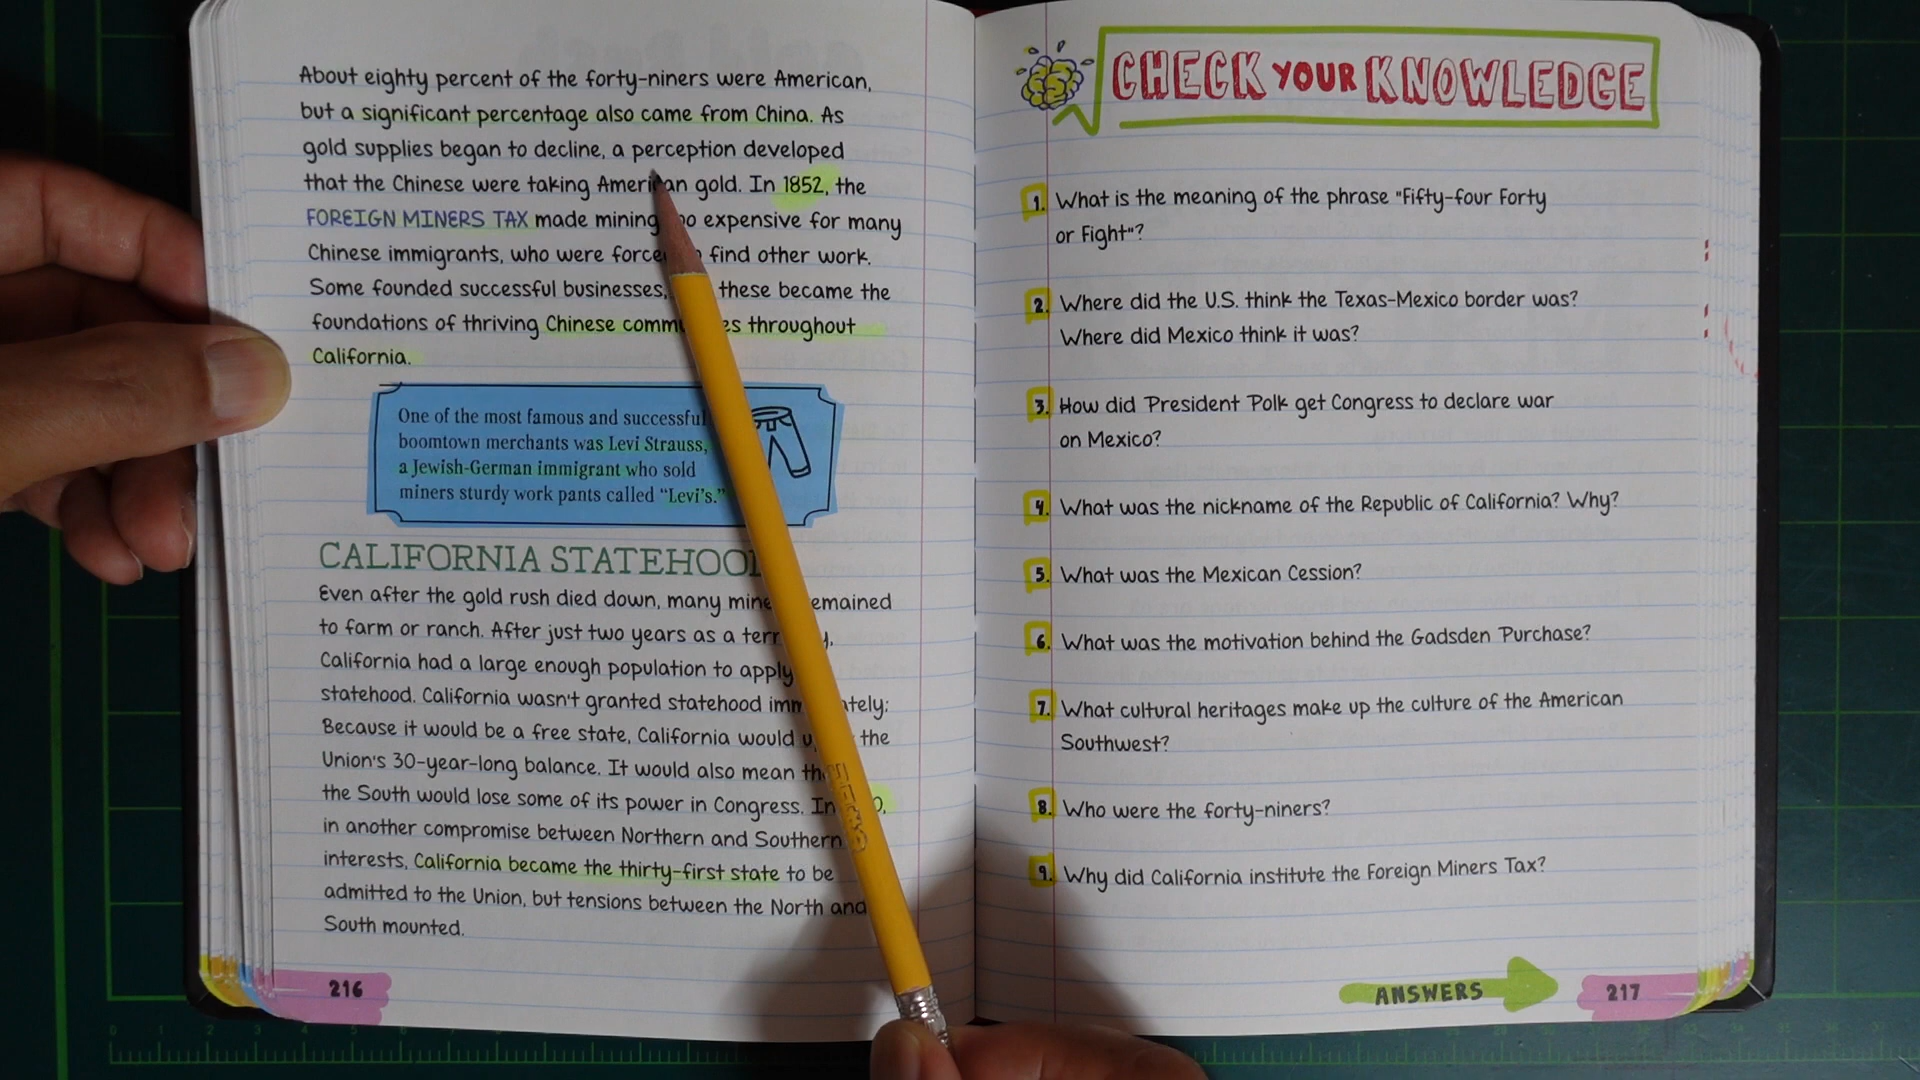 About eighty percent of the forty-niners were American,
but a significant percentage also came from China. As
gold supplies began to decline, a perception developed
that the Chinese were taking American gold. In 1852, the
FOREIGN MINERS TAX made mining expensive for many
Chinese immigrants, who were find other work.
Some founded successful businesses, these became the
foundations of thriving Chinese throughout
California.
One of the most famous and successful
boomtown merchants was Levi Strauss,
a Jewish-German immigrant who sold
miners sturdy work pants called "Levi's."
CALIFORNIA
Even after the gold rush died down, many
to farm or ranch. After just two years as a
California had a large enough population to apply
statehood. California wasn't granted statehood
Because it would be a free state, California would the
Union's 30-year-long balance. It would also mean
the South would lose some of its power in Congress. In
in another compromise between Northern and Southern
interests, California became the thirty-first state to be
admitted to the Union, but tensions between the North and
South mounted.
216
CHECK YOUR KNOWLEDGE
1. What is the meaning of the phrase "Fifty-four Forty
or Fight"?
2. Where did the U.S. think the Texas-Mexico border was?
Where did Mexico think it was?
3. How did President Polk get Congress to declare war
on Mexico?
4. What was the nickname of the Republic of California? Why?
5. What was the Mexican Cession?
6. What was the motivation behind the Gadsden Purchase?
7. What cultural heritages make up the culture of the American
Southwest?
8. Who were the forty-niners?
9. Why did California institute the Foreign Miners Tax?
ANSWERS
217